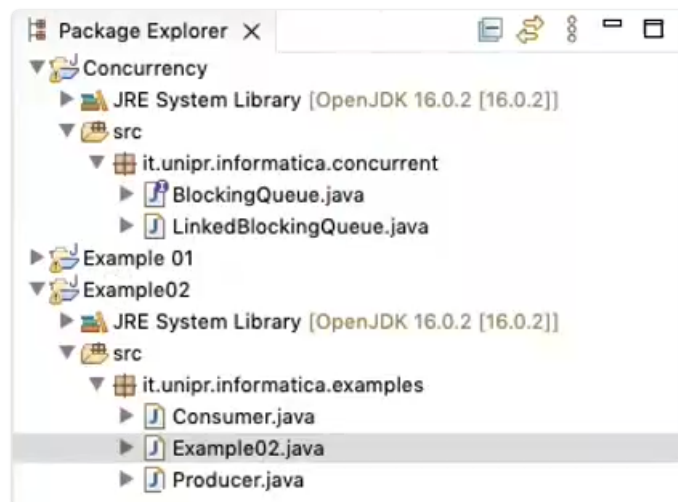 Package Explorer
Concurrency
JRE System Library [OpenJDK 16.0.2 [16.0.2]]
src
it.unipr.informatica.concurrent
BlockingQueue.java
LinkedBlockingQueue.java
Example 01
Example02
JRE System Library [OpenJDK 16.0.2 [16.0.2]]
src
it.unipr.informatica.examples
Consumer.java
Example02.java
Producer.java